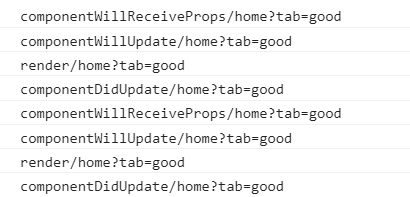 componentWillReceiveProps/home?tab=good
componentWillUpdate/home?tab=good
render/home?tab=good
componentDidUpdate/home?tab=good
componentWillReceiveProps/home?tab=good
componentWillUpdate/home?tab=good
render/home?tab=good
componentDidUpdate/home?tab=good